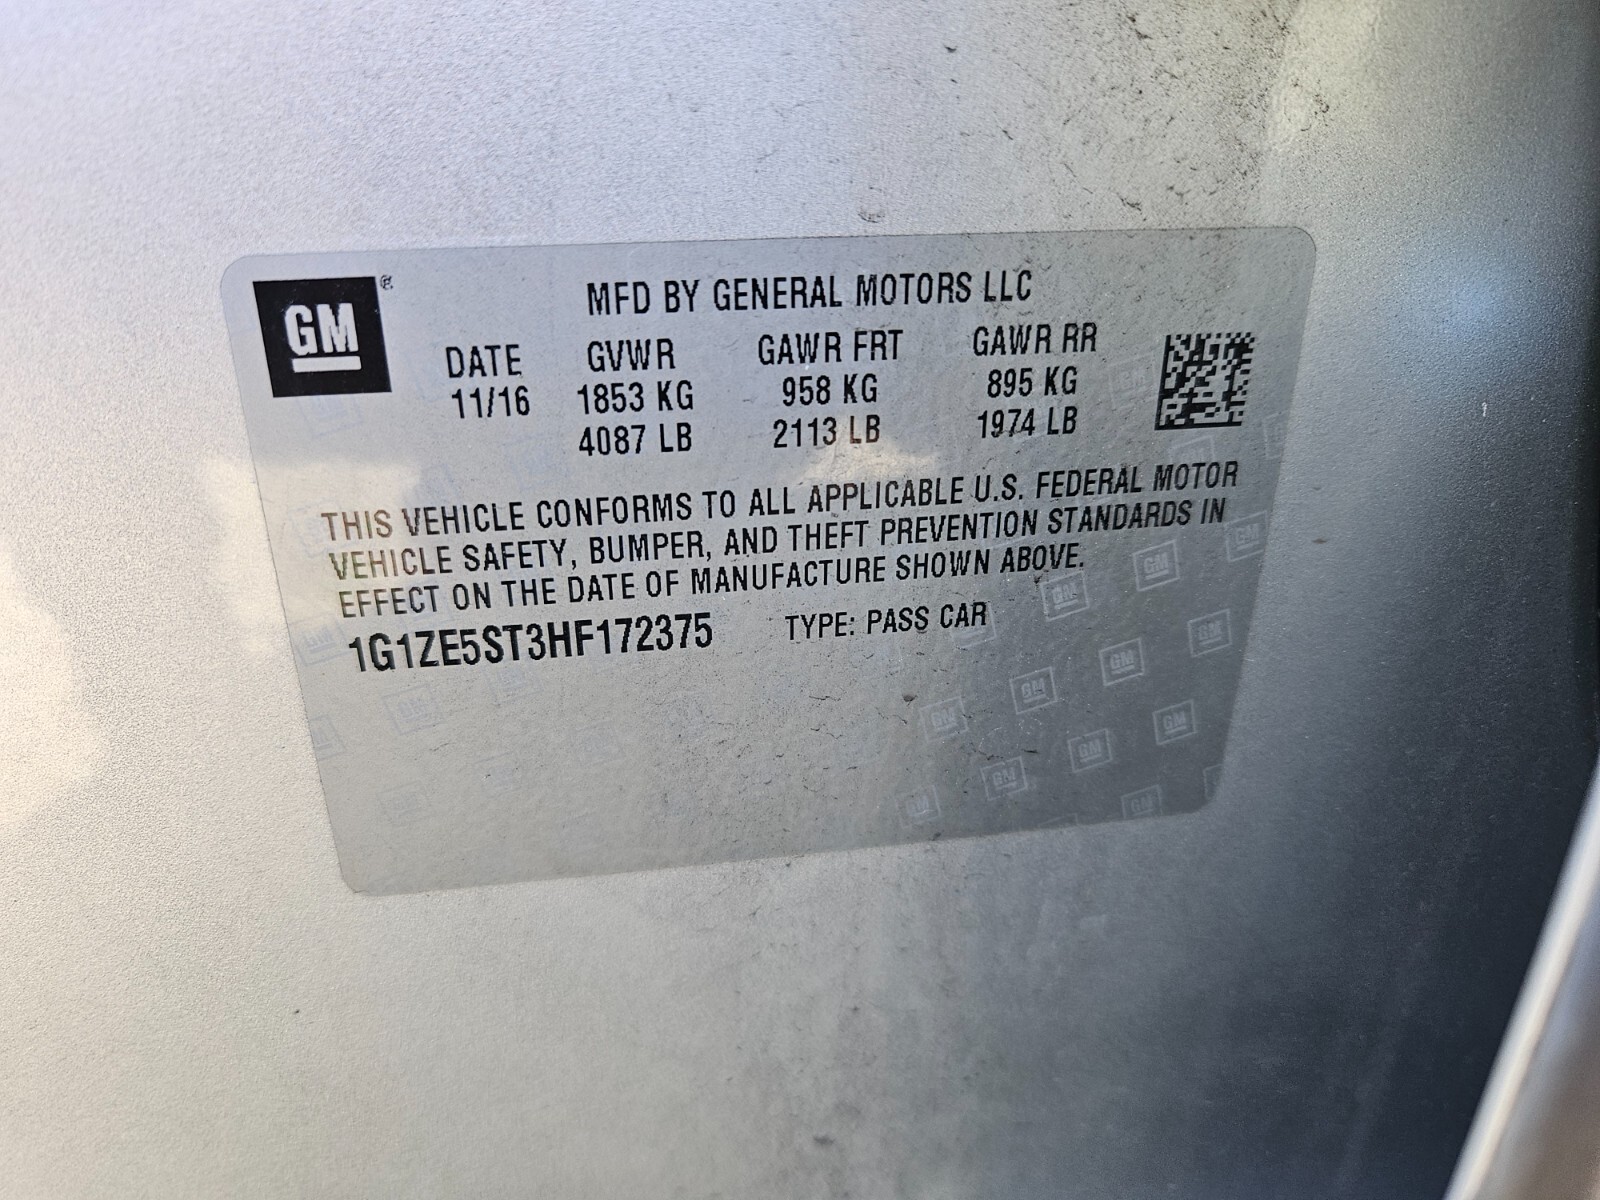 GM®
MFD BY GENERAL MOTORS LLC
DATE GVWR GAWR FRT GAWR RR
11/16 1853 KG 958 KG 895 KG
4087 LB 2113 LB 1974 LB
THIS VEHICLE CONFORMS TO ALL APPLICABLE U.S. FEDERAL MOTOR
VEHICLE SAFETY, BUMPER, AND THEFT PREVENTION STANDARDS IN
EFFECT ON THE DATE OF MANUFACTURE SHOWN ABOVE.
1G1ZE5ST3HF172375 TYPE: PASS CAR